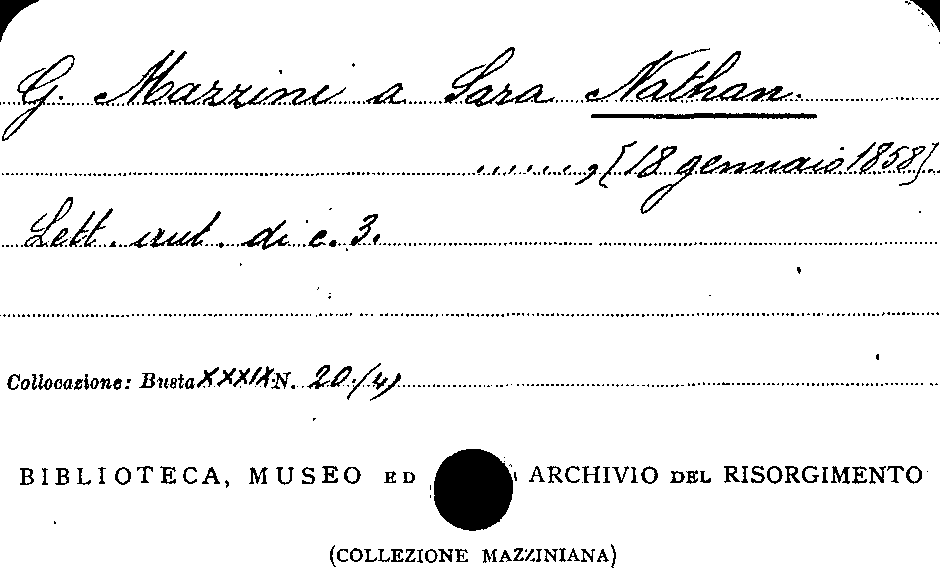 G. Mazzini a Sara Nathan.
......, [18 gennaio 1858].
Lett. aut. di c. 3.
Collocazione: Busta XXXIX N. 20/4)
BIBLIOTECA, MUSEO ED ARCHIVIO DEL RISORGIMENTO
(COLLEZIONE MAZZINIANA)